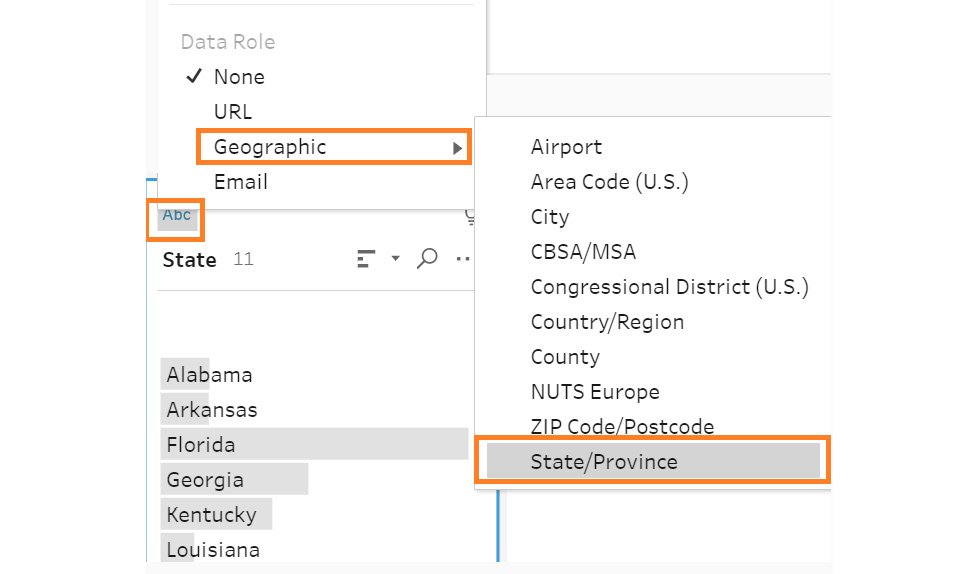 Data Role
None
URL
Geographic
Email
Abc
State 11
Alabama
Arkansas
Florida
Georgia
Kentucky
Louisiana
Airport
Area Code (U.S.)
City
CBSA/MSA
Congressional District (U.S.)
Country/Region
County
NUTS Europe
ZIP Code/Postcode
State/Province